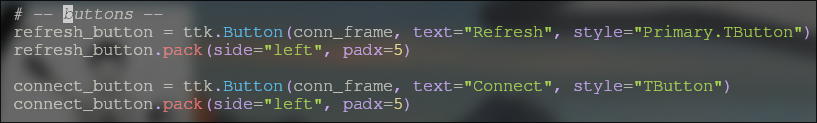 # -- buttons --
refresh_button = ttk.Button(conn_frame, text="Refresh", style="Primary.TButton")
refresh_button.pack(side="left", padx=5)

connect_button = ttk.Button(conn_frame, text="Connect", style="TButton")
connect_button.pack(side="left", padx=5)